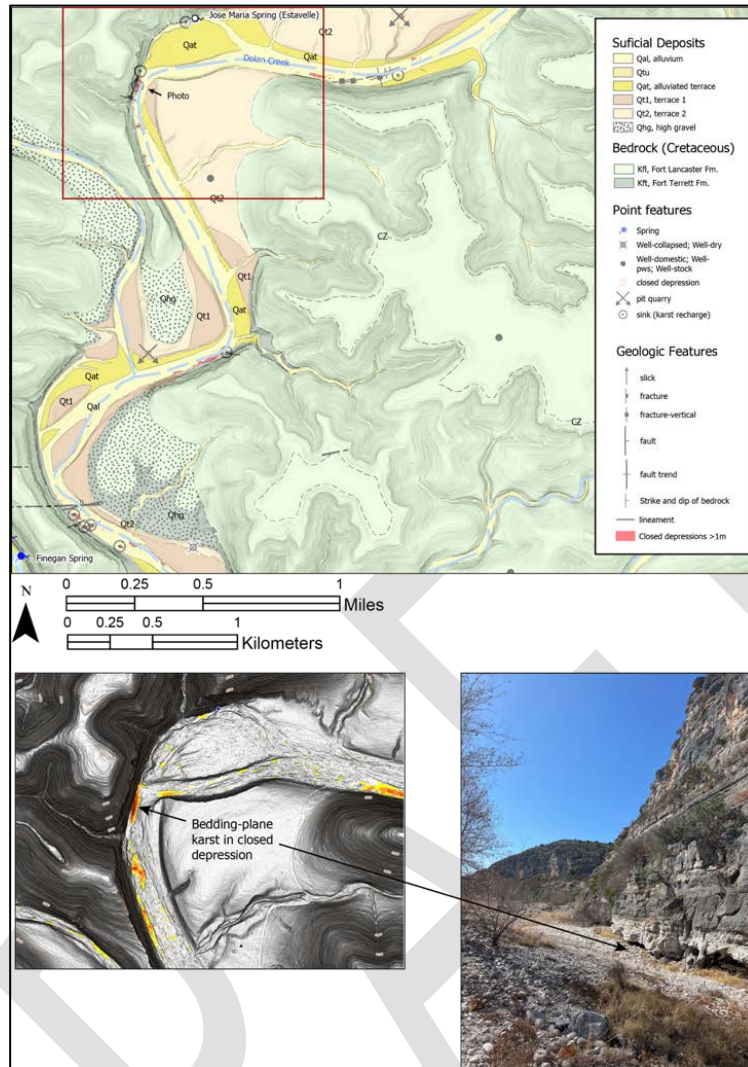 Jose Maria Spring (Estavelle)
Qt2
Qat
Dolan Creek
Photo
Qt2
CZ
Qt1
Qhg
Qt1
Qat
Qat
Qt1
Qal
CZ
Qt2
Qhg
Finegan Spring
Suficial Deposits
Qal, alluvium
Qtu
Qat, alluviated terrace
Qt1, terrace 1
Qt2, terrace 2
Qhg, high gravel
Bedrock (Cretaceous)
Kfl, Fort Lancaster Fm.
Kft, Fort Terrett Fm.
Point features
Spring
Well-collapsed; Well-dry
Well-domestic; Well-
pws; Well-stock
closed depression
pit quarry
sink (karst recharge)
Geologic Features
slick
fracture
fracture-vertical
fault
fault trend
Strike and dip of bedrock
lineament
Closed depressions >1m
N
0 0.25 0.5 1
Miles
0 0.25 0.5 1
Kilometers
Bedding-plane
karst in closed
depression